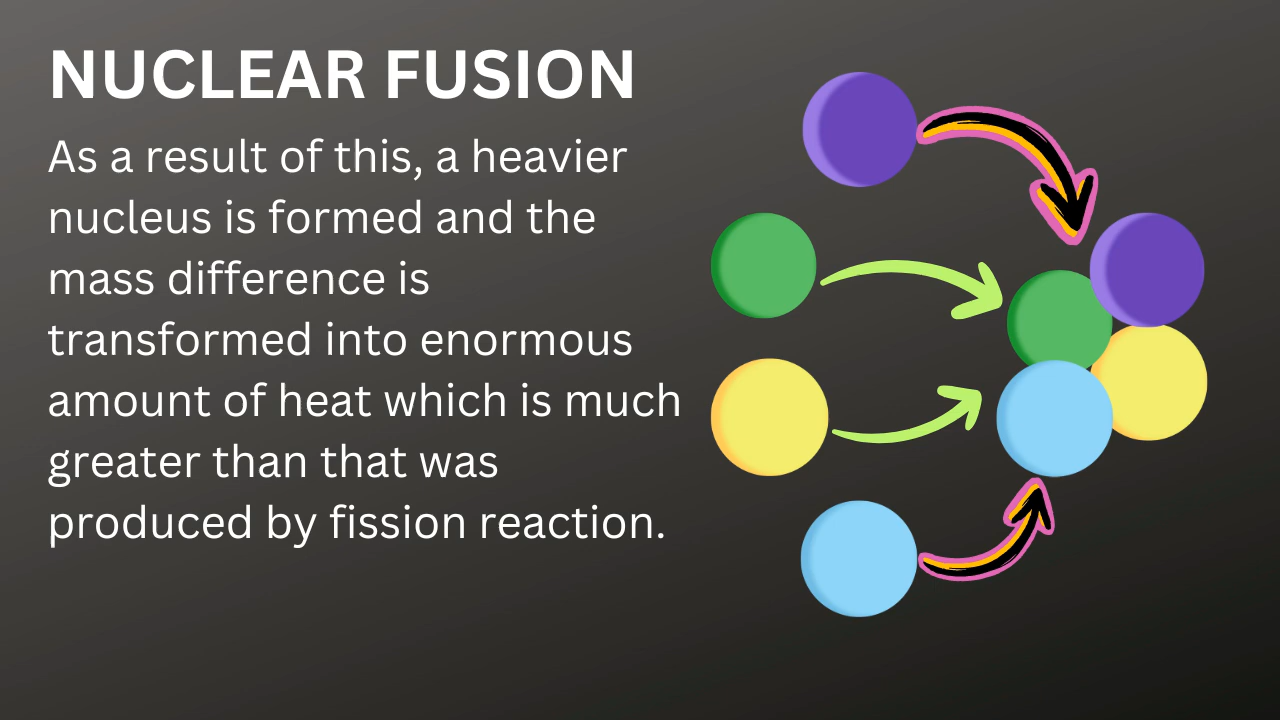 NUCLEAR FUSION
As a result of this, a heavier
nucleus is formed and the
mass difference is
transformed into enormous
amount of heat which is much
greater than that was
produced by fission reaction.